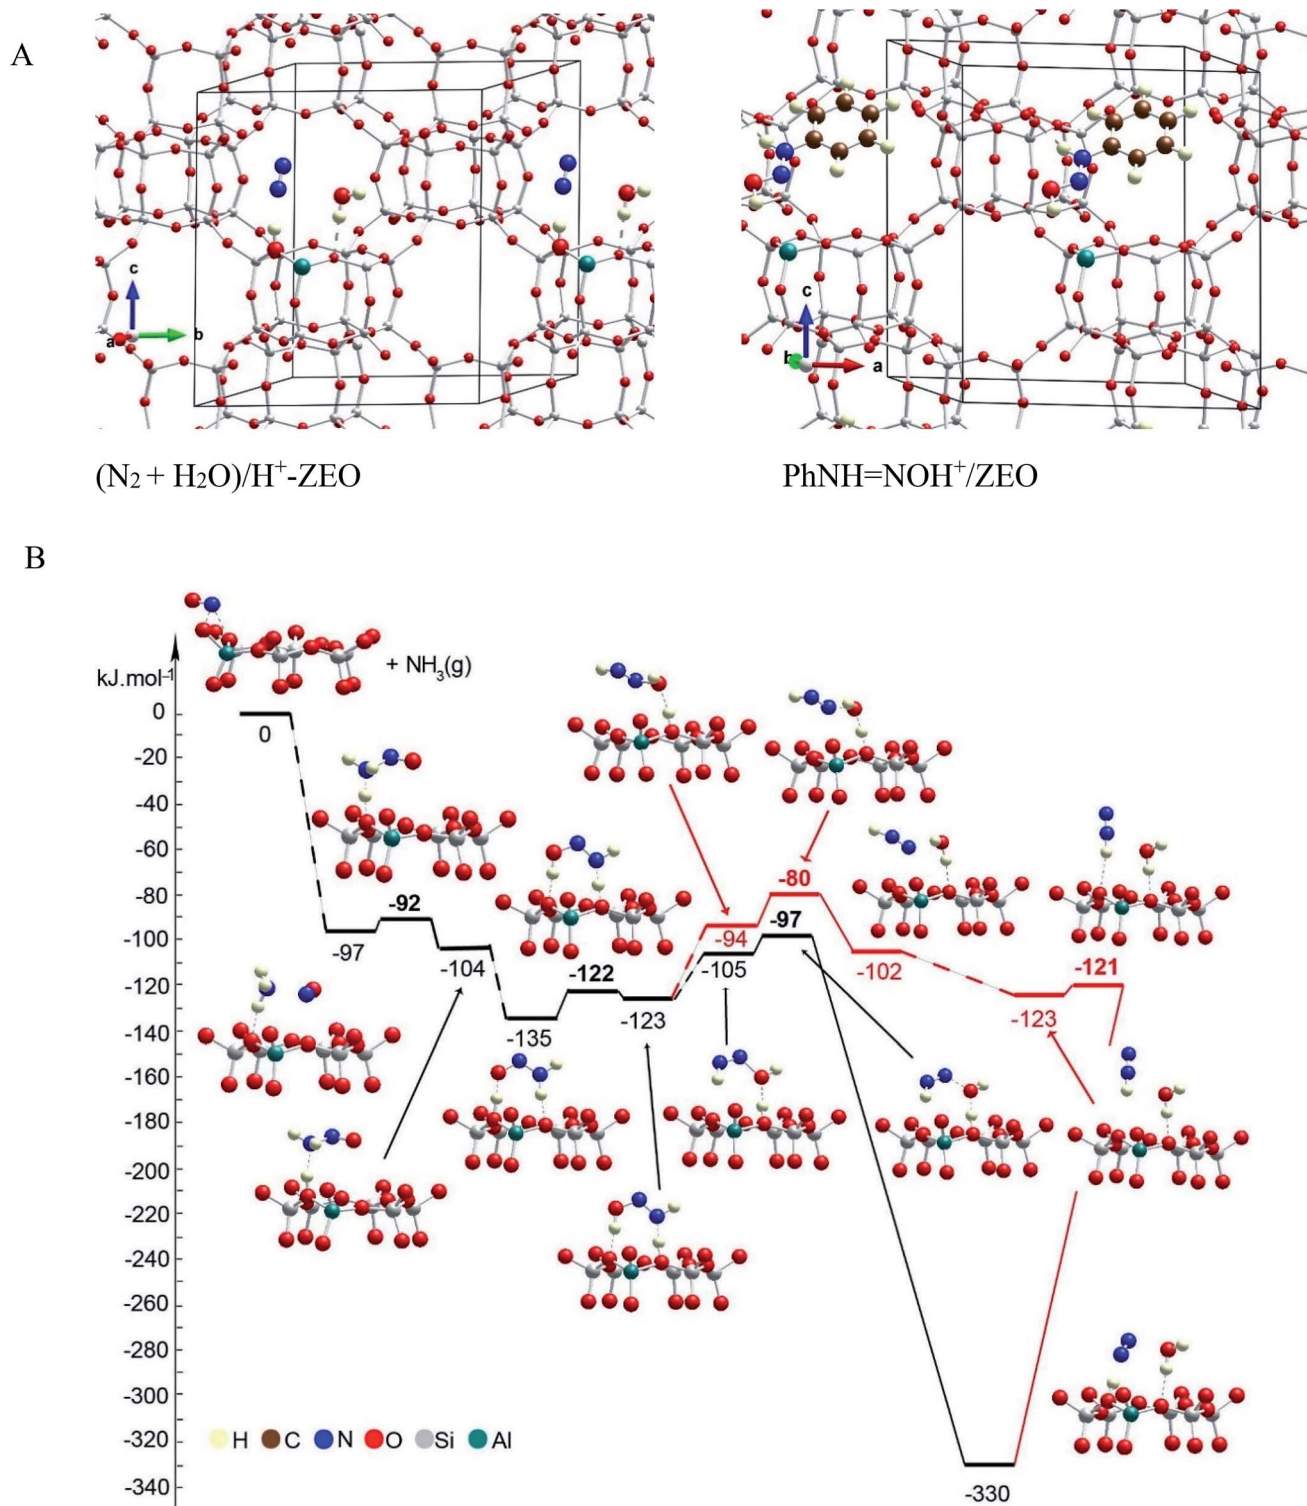 A
c
a
b
c
b
a
(N₂ + H₂O)/H⁺-ZEO
PhNH=NOH⁺/ZEO
B
kJ.mol⁻¹
+ NH₃(g)
0
-20
-40
-60
-80
-100
-120
-140
-160
-180
-200
-220
-240
-260
-280
-300
-320
-340
0
-97
-92
-104
-135
-122
-123
-94
-105
-80
-97
-102
-123
-121
-330
H C N O Si Al